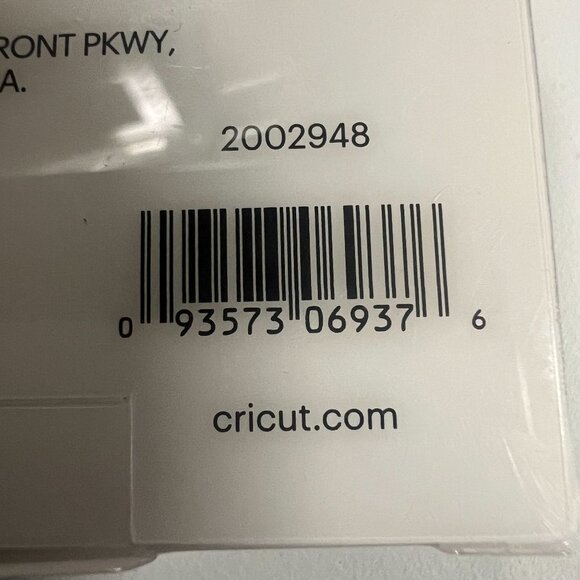 RONT PKWY,
A.
2002948
0 93573 06937 6
cricut.com